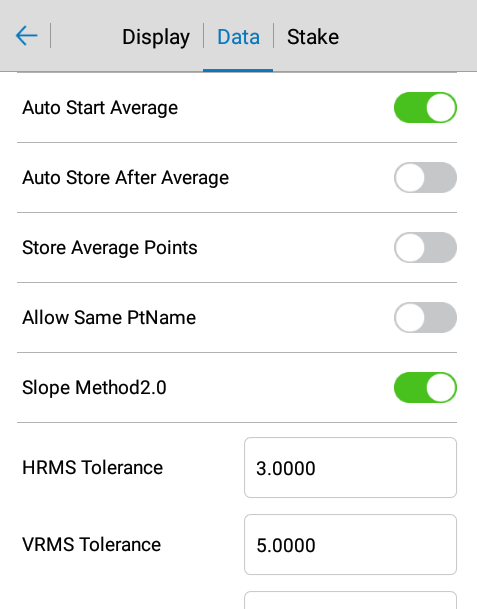 Display
Data
Stake
Auto Start Average
Auto Store After Average
Store Average Points
Allow Same PtName
Slope Method2.0
HRMS Tolerance
3.0000
VRMS Tolerance
5.0000